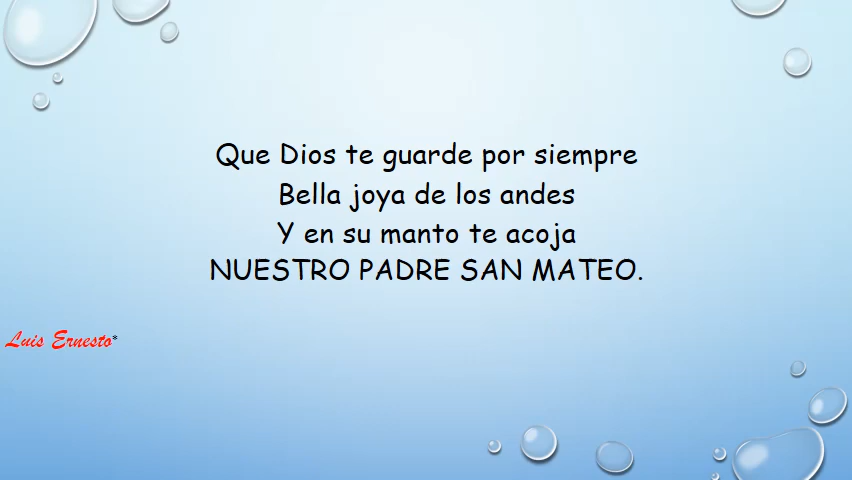 Que Dios te guarde por siempre
Bella joya de los andes
Y en su manto te acoja
NUESTRO PADRE SAN MATEO.
Luis Ernesto*